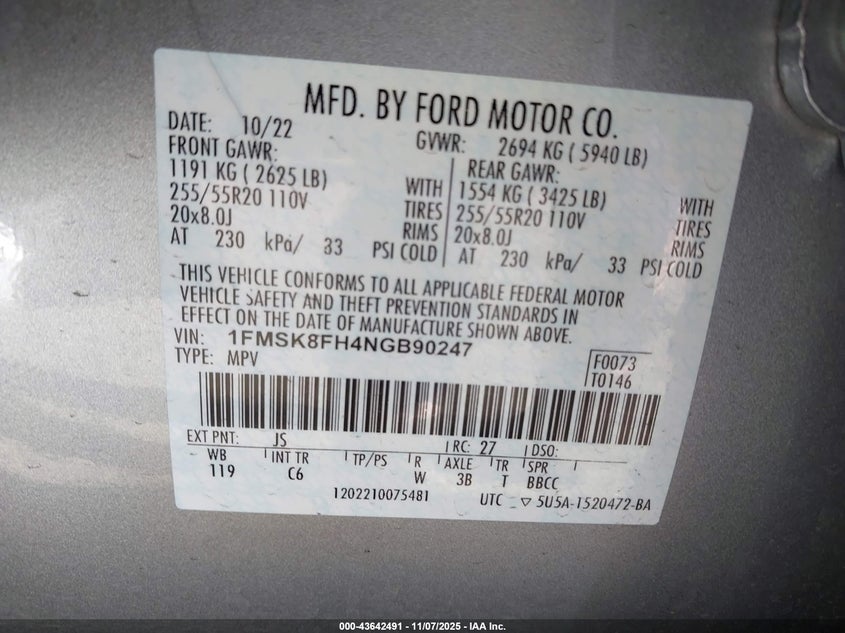 MFD. BY FORD MOTOR CO.
DATE: 10/22 GVWR: 2694 KG ( 5940 LB)
FRONT GAWR: REAR GAWR:
1191 KG ( 2625 LB) WITH 1554 KG ( 3425 LB) WITH
255/55R20 110V TIRES 255/55R20 110V TIRES
20x8.0J RIMS 20x8.0J RIMS
AT 230 kPa/ 33 PSI COLD AT 230 kPa/ 33 PSI COLD
THIS VEHICLE CONFORMS TO ALL APPLICABLE FEDERAL MOTOR
VEHICLE SAFETY AND THEFT PREVENTION STANDARDS IN
EFFECT ON THE DATE OF MANUFACTURE SHOWN ABOVE.
VIN: 1FMSK8FH4NGB90247
TYPE: MPV F0073
T0146
EXT PNT: JS RC: 27 DSO:
WB INT TR TP/PS R AXLE TR SPR
119 C6 W 3B T BBCC
1202210075481 UTC ▽ 5U5A-1520472-BA
000-43642491 - 11/07/2025 - IAA Inc.